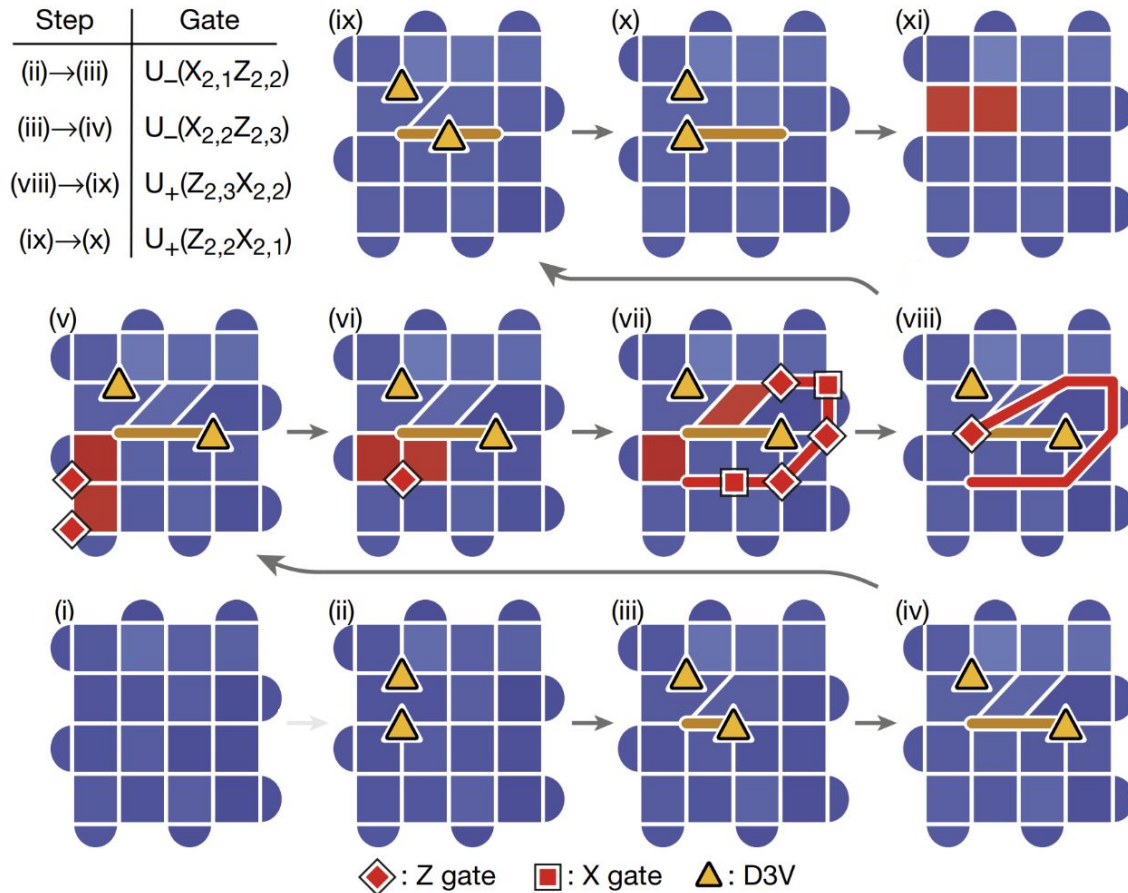 Step Gate
(ii)→(iii) U₋(X₂,₁Z₂,₂)
(iii)→(iv) U₋(X₂,₂Z₂,₃)
(viii)→(ix) U₊(Z₂,₃X₂,₂)
(ix)→(x) U₊(Z₂,₂X₂,₁)
(ix) (x) (xi)
(v) (vi) (vii) (viii)
(i) (ii) (iii) (iv)
: Z gate : X gate : D3V